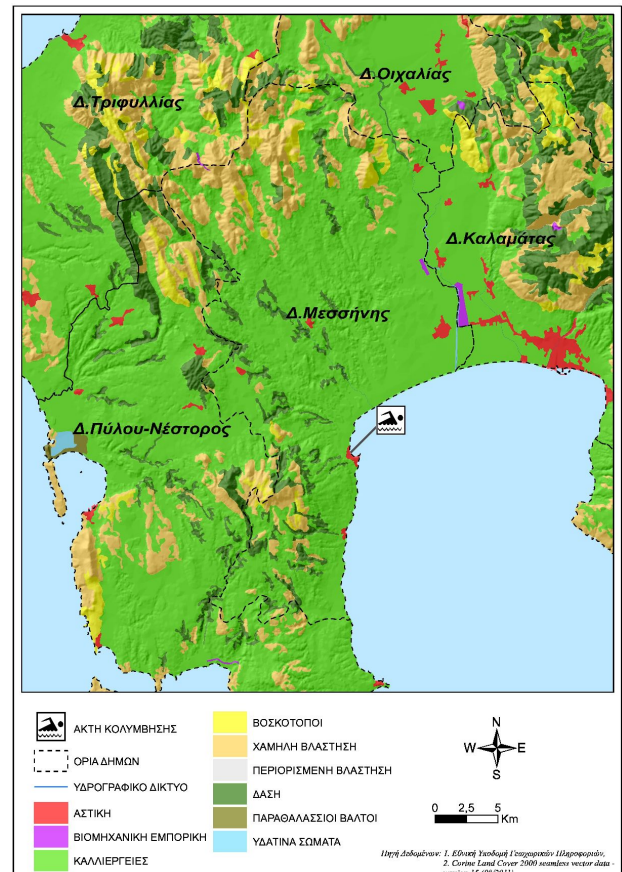 Δ.Οιχαλίας
Δ.Τριφυλλίας
Δ.Καλαμάτας
Δ.Μεσσήνης
Δ.Πύλου-Νέστορος
ΑΚΤΗ ΚΟΛΥΜΒΗΣΗΣ
ΟΡΙΑ ΔΗΜΩΝ
ΥΔΡΟΓΡΑΦΙΚΟ ΔΙΚΤΥΟ
ΑΣΤΙΚΗ
ΒΙΟΜΗΧΑΝΙΚΗ ΕΜΠΟΡΙΚΗ
ΚΑΛΛΙΕΡΓΕΙΕΣ
ΒΟΣΚΟΤΟΠΟΙ
ΧΑΜΗΛΗ ΒΛΑΣΤΗΣΗ
ΠΕΡΙΟΡΙΣΜΕΝΗ ΒΛΑΣΤΗΣΗ
ΔΑΣΗ
ΠΑΡΑΘΑΛΑΣΣΙΟΙ ΒΑΛΤΟΙ
ΥΔΑΤΙΝΑ ΣΩΜΑΤΑ
N
W E
S
0 2,5 5
Km
Πηγή Δεδομένων: 1. Εθνική Υποδομή Γεωχωρικών Πληροφοριών,
2. Corine Land Cover 2000 seamless vector data -